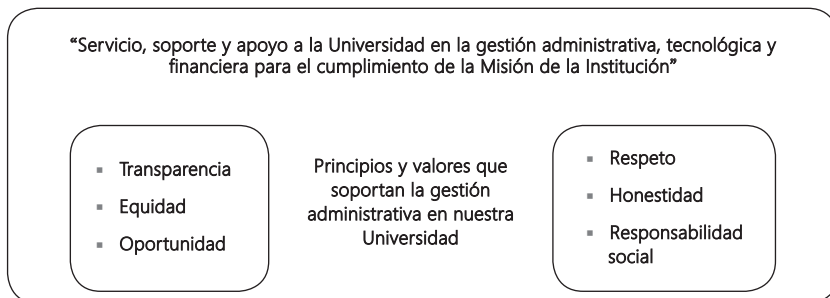 “Servicio, soporte y apoyo a la Universidad en la gestión administrativa, tecnológica y
financiera para el cumplimiento de la Misión de la Institución”
Transparencia
Equidad
Oportunidad
Principios y valores que
soportan la gestión
administrativa en nuestra
Universidad
Respeto
Honestidad
Responsabilidad
social